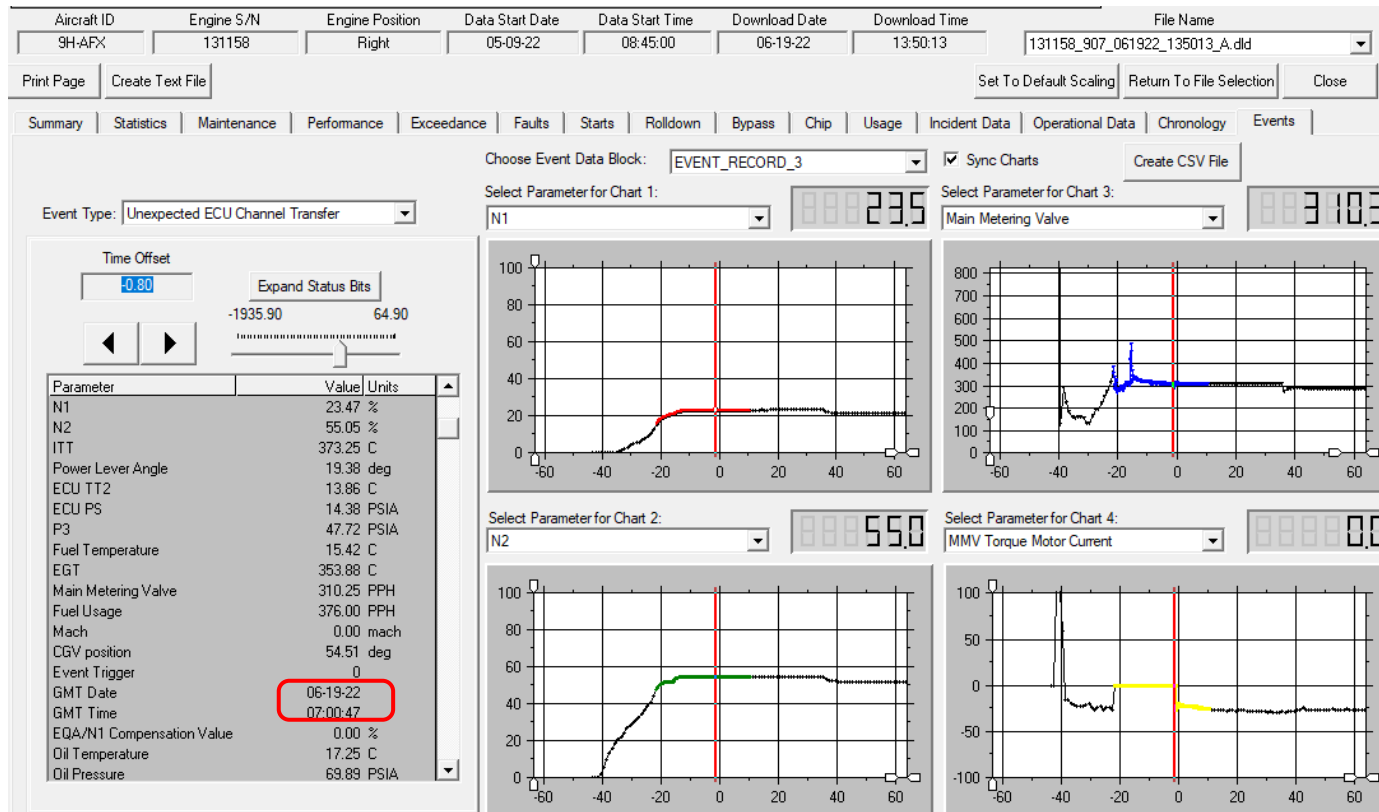 Aircraft ID Engine S/N Engine Position Data Start Date Data Start Time Download Date Download Time File Name
9H-AFX 131158 Right 05-09-22 08:45:00 06-19-22 13:50:13 131158_907_061922_135013_A.dld
Print Page Create Text File Set To Default Scaling Return To File Selection Close
Summary Statistics Maintenance Performance Exceedance Faults Starts Rolldown Bypass Chip Usage Incident Data Operational Data Chronology Events
Choose Event Data Block: EVENT_RECORD_3 Sync Charts Create CSV File
Event Type: Unexpected ECU Channel Transfer
Time Offset
-0.80
Expand Status Bits
-1935.90 64.90
Parameter Value Units
N1 23.47 %
N2 55.05 %
ITT 373.25 C
Power Lever Angle 19.38 deg
ECU TT2 13.86 C
ECU PS 14.38 PSIA
P3 47.72 PSIA
Fuel Temperature 15.42 C
EGT 353.88 C
Main Metering Valve 310.25 PPH
Fuel Usage 376.00 PPH
Mach 0.00 mach
CGV position 54.51 deg
Event Trigger 0
GMT Date 06-19-22
GMT Time 07:00:47
EQA/N1 Compensation Value 0.00 %
Oil Temperature 17.25 C
Oil Pressure 69.89 PSIA
Select Parameter for Chart 1:
N1 23.5
100
80
60
40
20
0
-60 -40 -20 0 20 40 60
Select Parameter for Chart 3:
Main Metering Valve 310.3
800
700
600
500
400
300
200
100
0
-60 -40 -20 0 20 40 60
Select Parameter for Chart 2:
N2 55.0
100
80
60
40
20
0
-60 -40 -20 0 20 40 60
Select Parameter for Chart 4:
MMV Torque Motor Current 0.0
100
50
0
-50
-100
-60 -40 -20 0 20 40 60